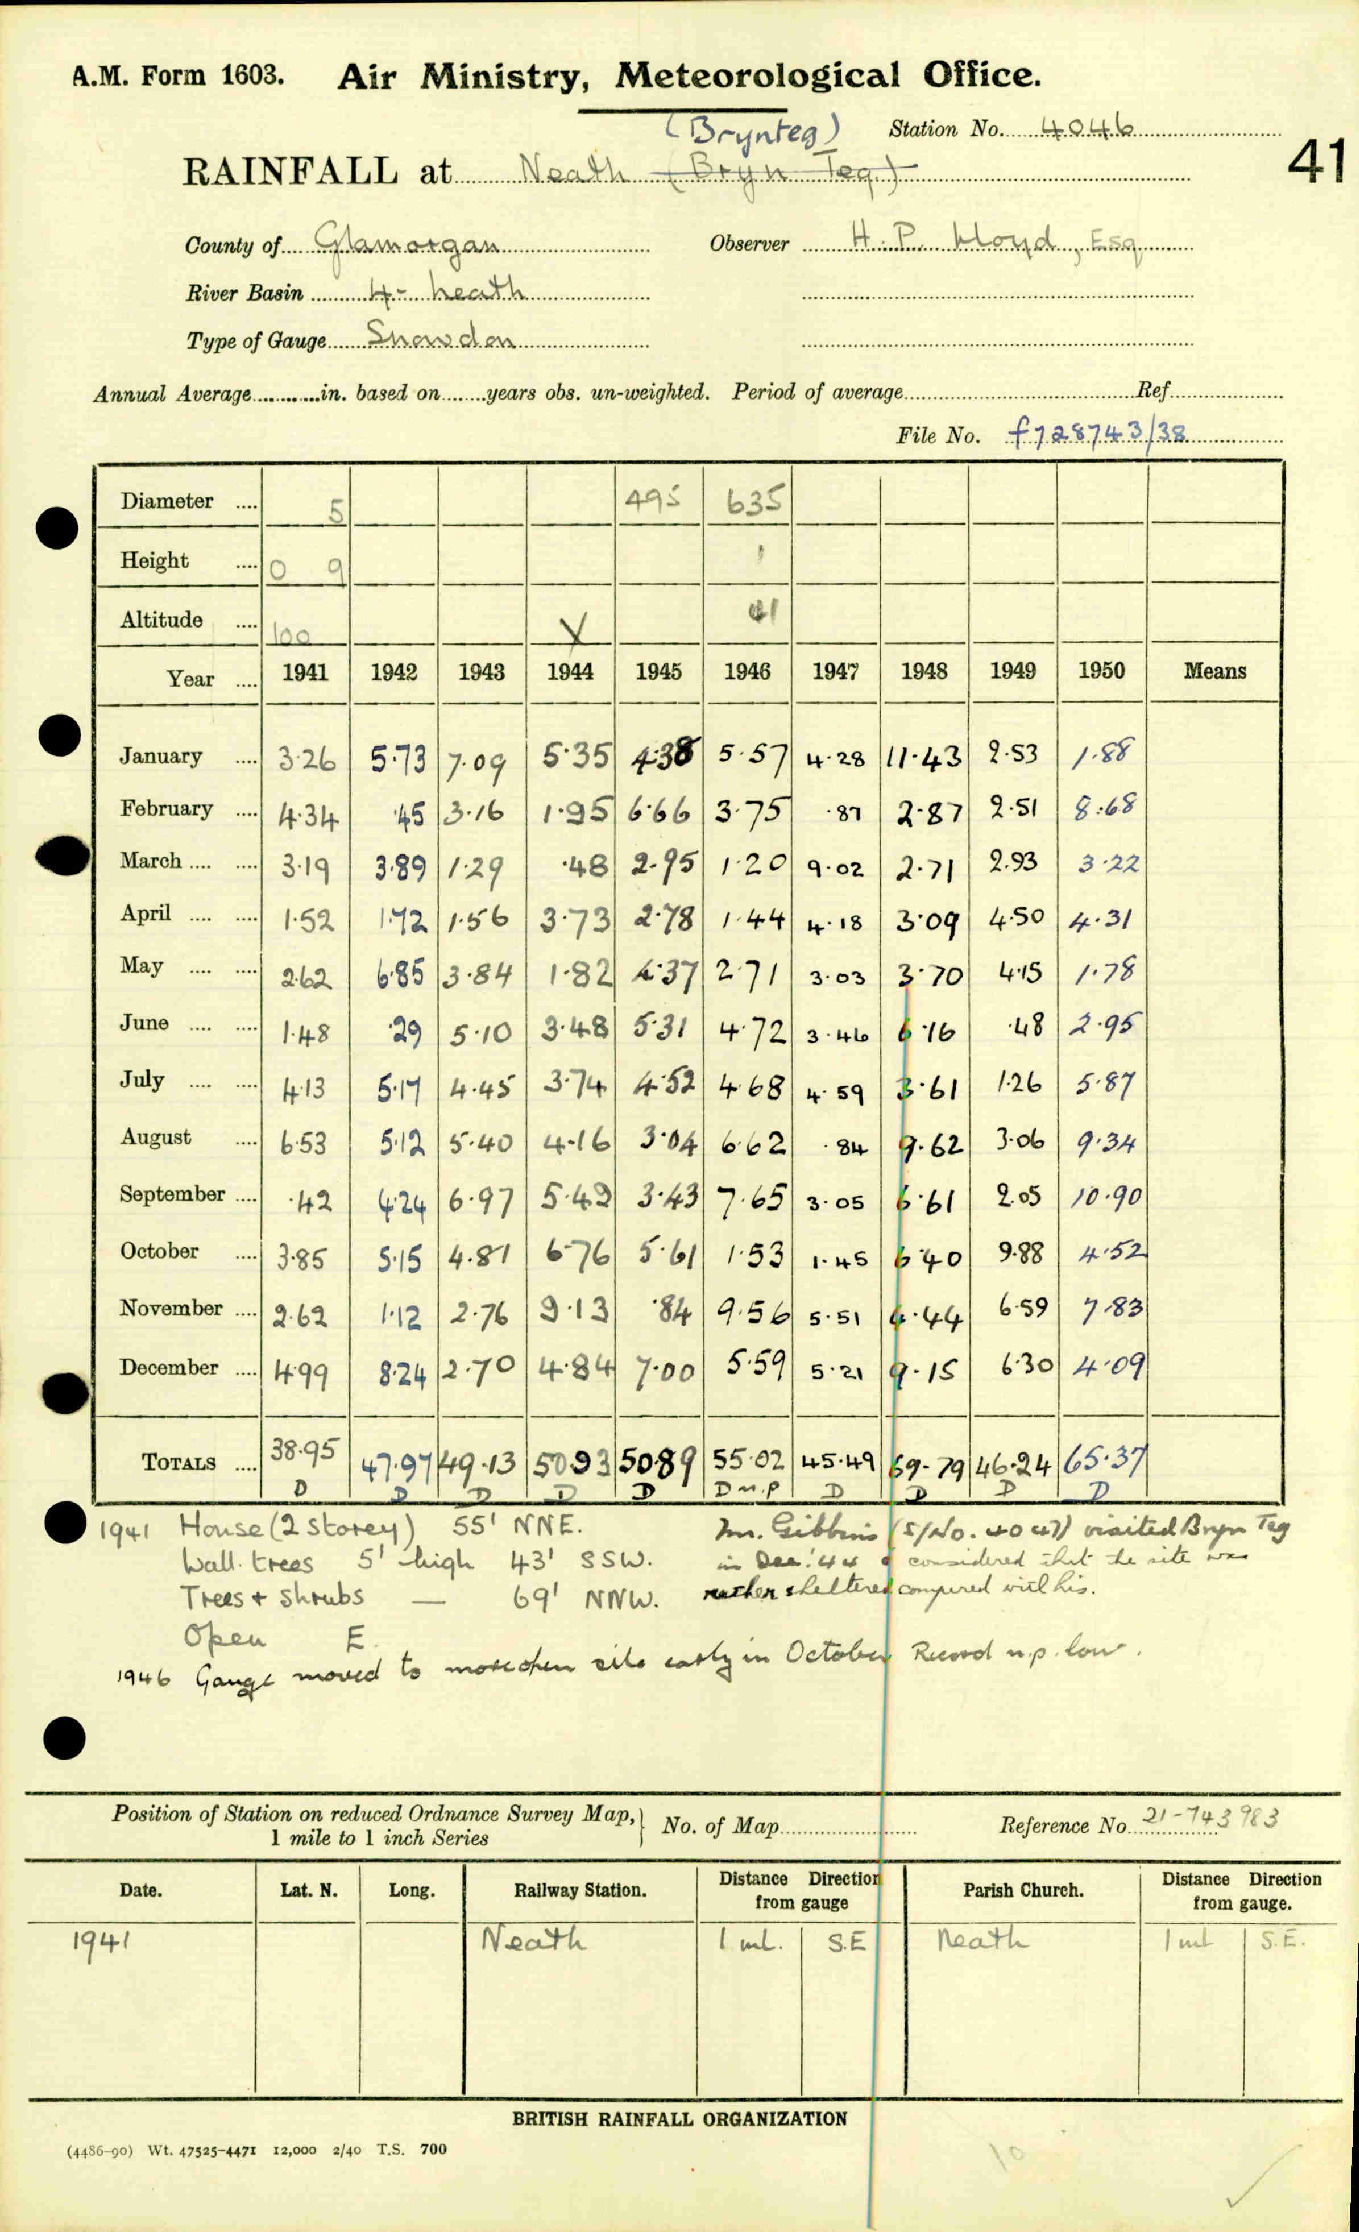 A.M. Form 1603. Air Ministry, Meteorological Office.
(Brynteg) Station No. 4046
41
RAINFALL at Neath (Bryn Teg)
County of Glamorgan Observer H. P. Lloyd, Esq
River Basin 4- Neath
Type of Gauge Snowdon
Annual Average in. based on years obs. un-weighted. Period of average Ref
File No. f728743/38
Diameter 5 495 635
Height 0 9 1
Altitude 100 41
Year 1941 1942 1943 1944 1945 1946 1947 1948 1949 1950 Means
January 3.26 5.73 7.09 5.35 4.38 5.57 4.28 11.43 2.53 1.88
February 4.34 .45 3.16 1.95 6.66 3.75 .87 2.87 2.51 8.68
March 3.19 3.89 1.29 .48 2.95 1.20 9.02 2.71 2.93 3.22
April 1.52 1.72 1.56 3.73 2.78 1.44 4.18 3.09 4.50 4.31
May 2.62 6.85 3.84 1.82 4.37 2.71 3.03 3.70 4.15 1.78
June 1.48 .29 5.10 3.48 5.31 4.72 3.46 6.16 .48 2.95
July 4.13 5.17 4.45 3.74 4.52 4.68 4.59 3.61 1.26 5.87
August 6.53 5.12 5.40 4.16 3.04 6.62 .84 9.62 3.06 9.34
September .42 4.24 6.97 5.49 3.43 7.65 3.05 6.61 2.05 10.90
October 3.85 5.15 4.81 6.76 5.61 1.53 1.45 6.40 9.88 4.52
November 2.62 1.12 2.76 9.13 .84 9.56 5.51 4.44 6.59 7.83
December 4.99 8.24 2.70 4.84 7.00 5.59 5.21 9.15 6.30 4.09
TOTALS 38.95 47.97 49.13 50.93 50.89 55.02 45.49 69.79 46.24 65.37
D D D D D D n.p D D D D
1941 House (2 storey) 55' NNE. Mr. Gibbins (S/No. 4047) visited Bryn Teg
Wall trees 5' high 43' SSW. in Dec. '44 & considered that the site was
Trees + shrubs — 69' NNW. rather sheltered compared with his.
Open E.
1946 Gauge moved to more open site early in October Record n.p. low.
Position of Station on reduced Ordnance Survey Map, No. of Map Reference No. 21-743983
1 mile to 1 inch Series
Date. Lat. N. Long. Railway Station. Distance Direction from gauge Parish Church. Distance Direction from gauge.
1941 Neath 1 ml. S.E Neath 1 ml S.E.
BRITISH RAINFALL ORGANIZATION
(4486-90) Wt. 47525-4471 12,000 2/40 T.S. 700
10